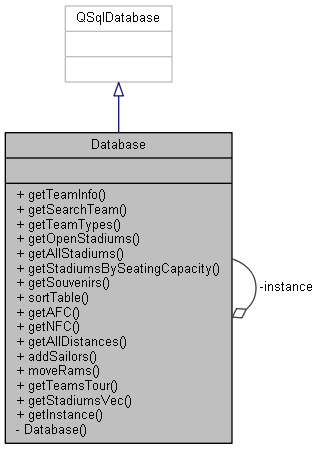 QSqlDatabase
Database
+ getTeamInfo()
+ getSearchTeam()
+ getTeamTypes()
+ getOpenStadiums()
+ getAllStadiums()
+ getStadiumsBySeatingCapacity()
+ getSouvenirs()
+ sortTable()
+ getAFC()
+ getNFC()
+ getAllDistances()
+ addSailors()
+ moveRams()
+ getTeamsTour()
+ getStadiumsVec()
+ getInstance()
- Database()
-instance